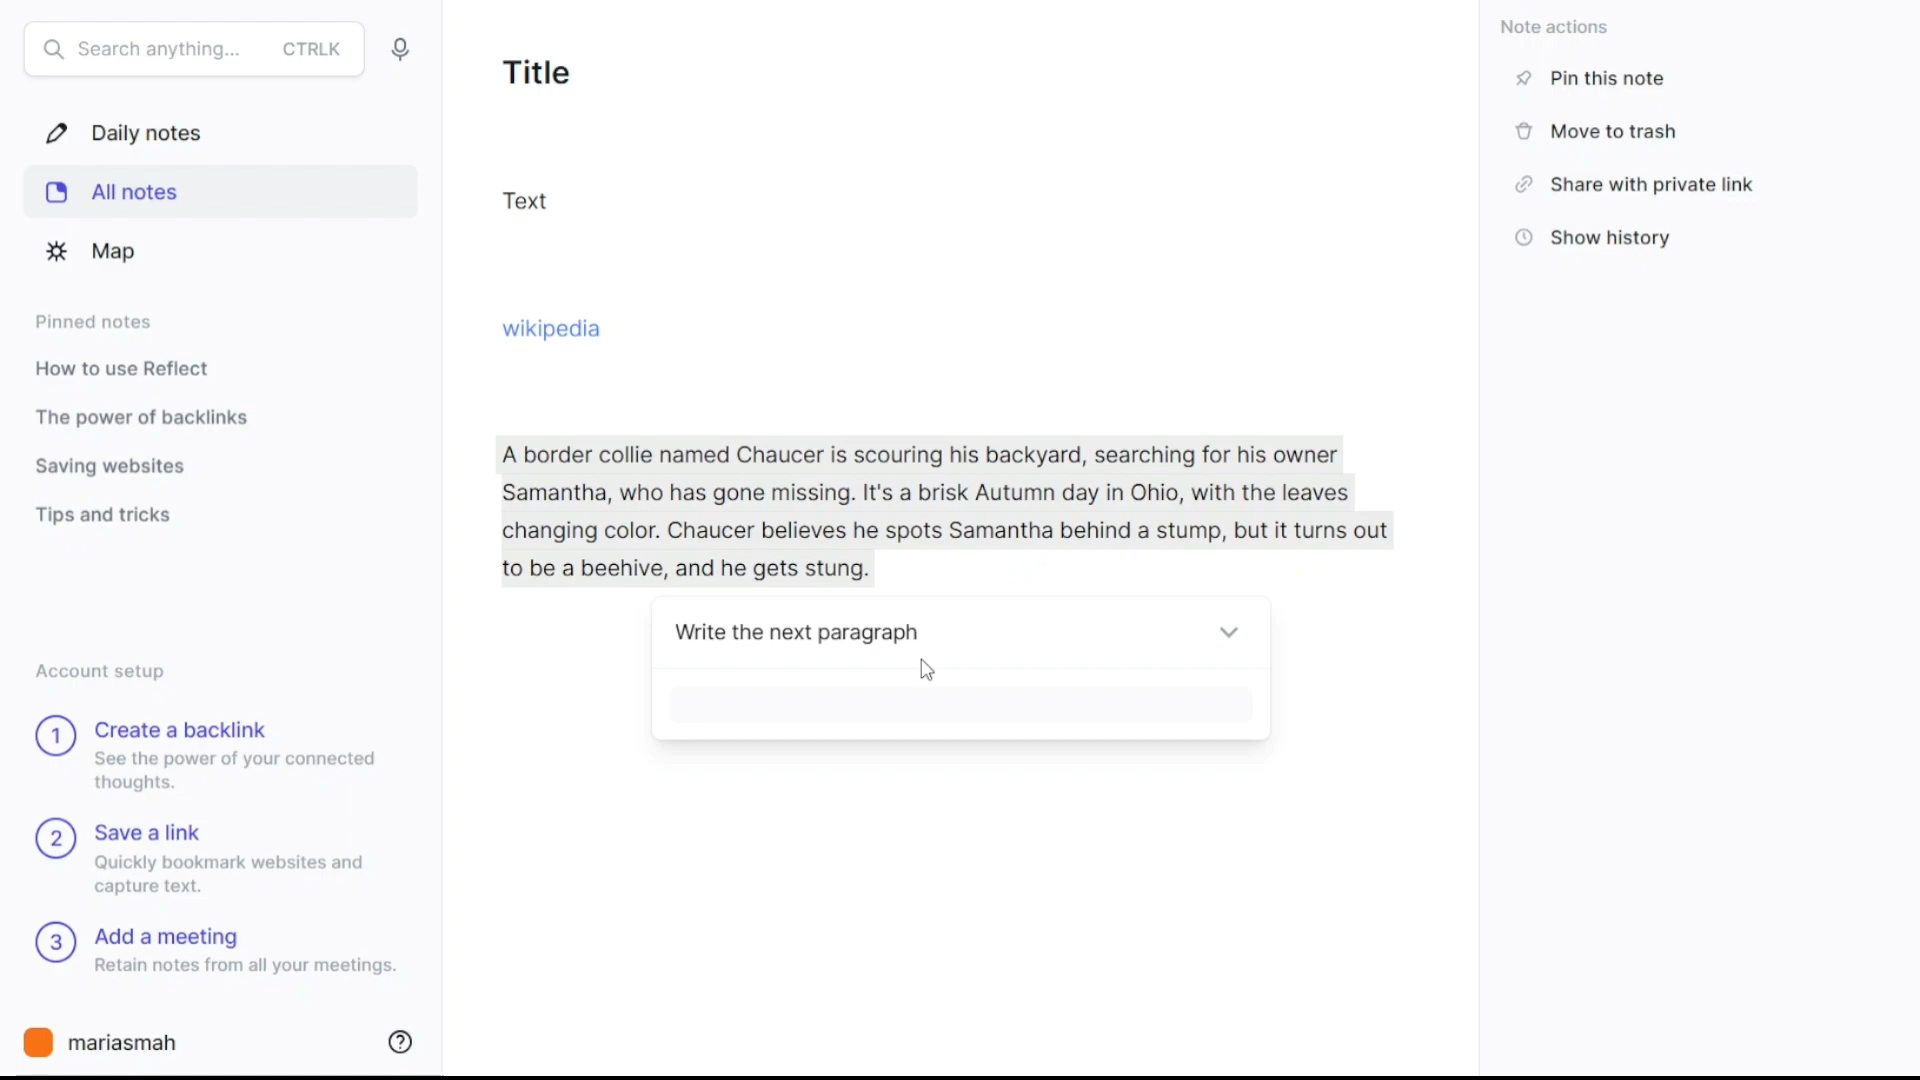 Search anything... CTRLK
Daily notes
All notes
Map
Pinned notes
How to use Reflect
The power of backlinks
Saving websites
Tips and tricks
Account setup
1 Create a backlink
See the power of your connected
thoughts.
2 Save a link
Quickly bookmark websites and
capture text.
3 Add a meeting
Retain notes from all your meetings.
mariasmah
Title
Text
wikipedia
A border collie named Chaucer is scouring his backyard, searching for his owner
Samantha, who has gone missing. It's a brisk Autumn day in Ohio, with the leaves
changing color. Chaucer believes he spots Samantha behind a stump, but it turns out
to be a beehive, and he gets stung.
Write the next paragraph
Note actions
Pin this note
Move to trash
Share with private link
Show history